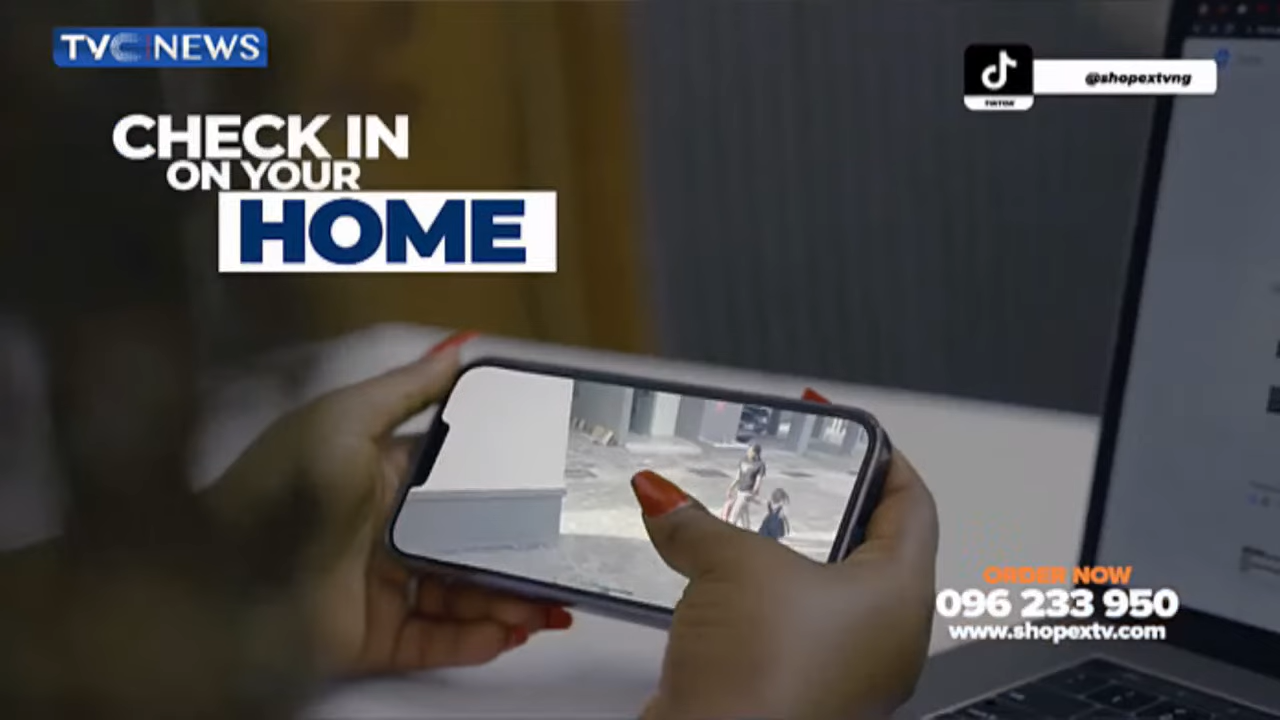 TVC NEWS
@shopextvng
TIKTOK
CHECK IN
ON YOUR
HOME
ORDER NOW
096 233 950
www.shopextv.com